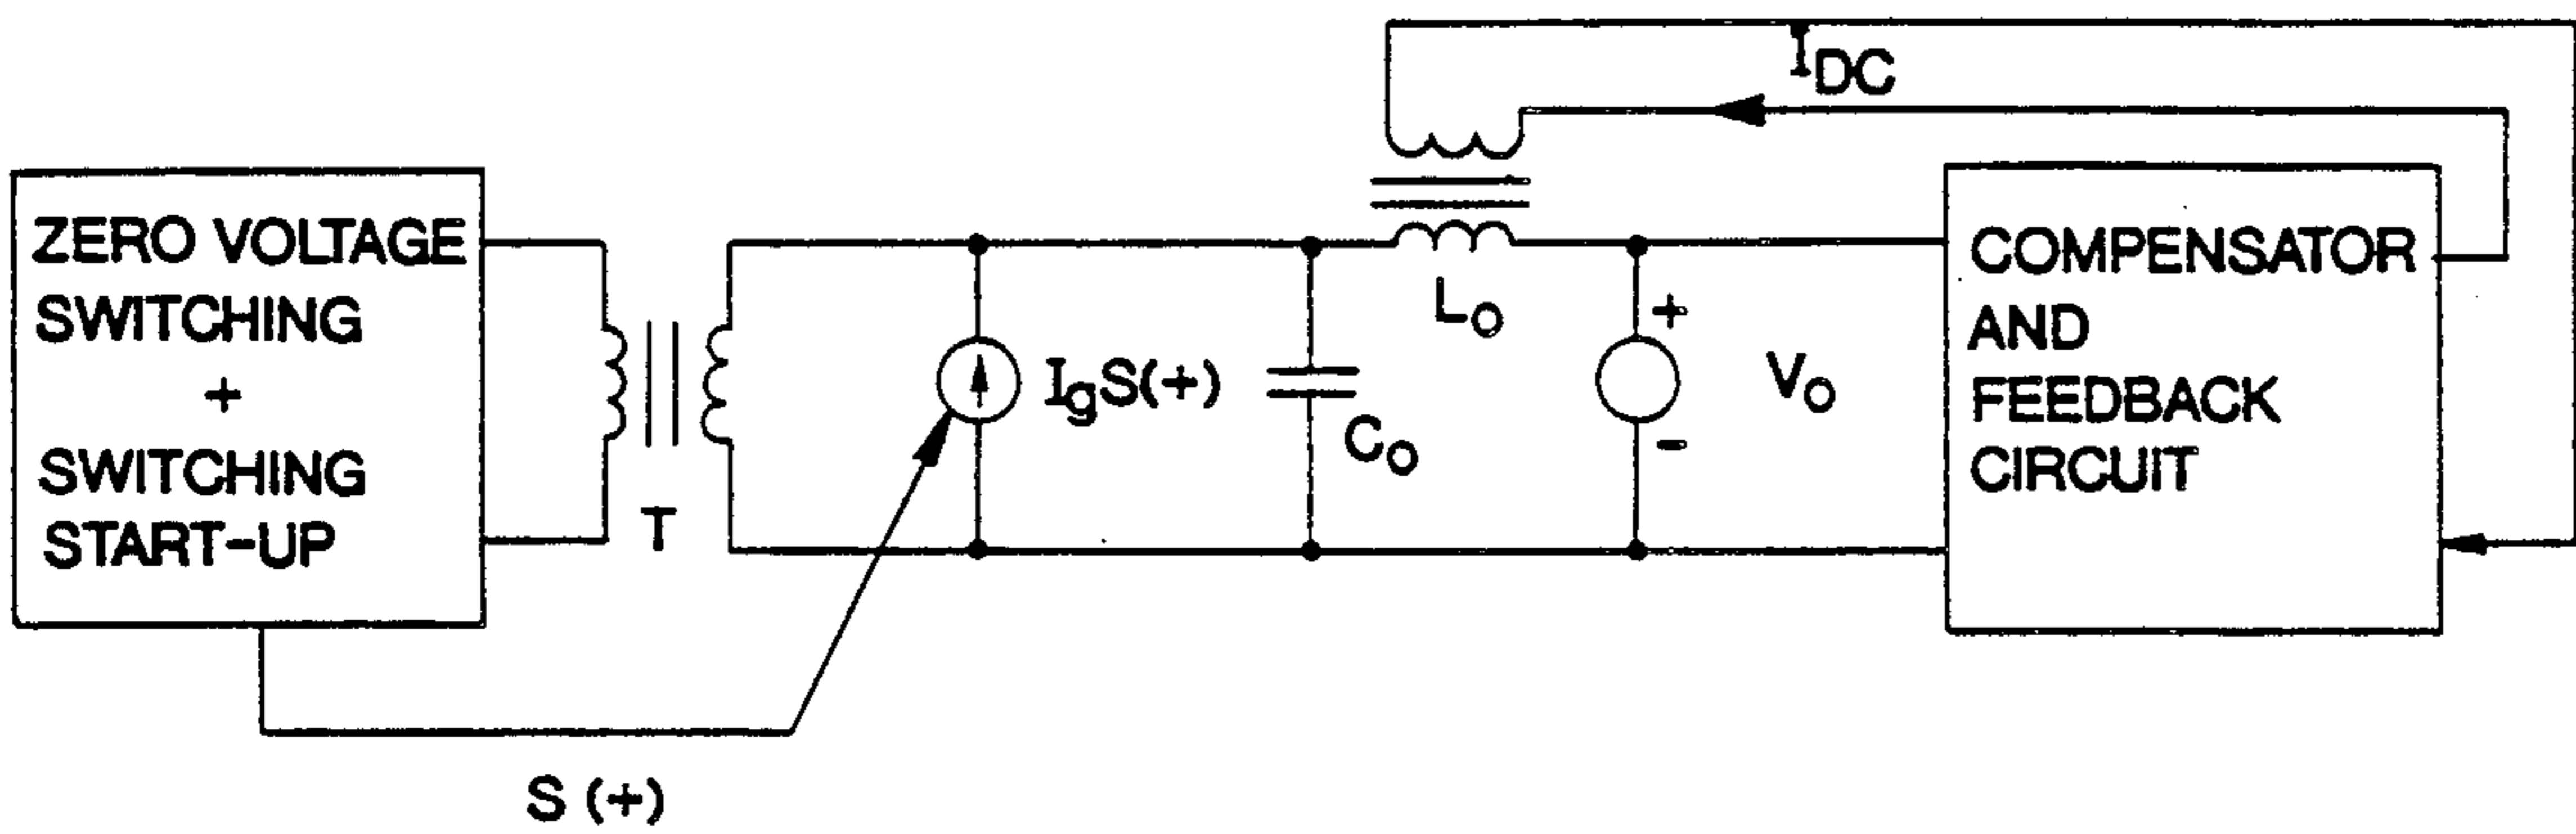 I_DC
ZERO VOLTAGE
SWITCHING
+
SWITCHING
START-UP
T
I_gS(+)
C_O
L_O
+
-
V_O
COMPENSATOR
AND
FEEDBACK
CIRCUIT
S (+)